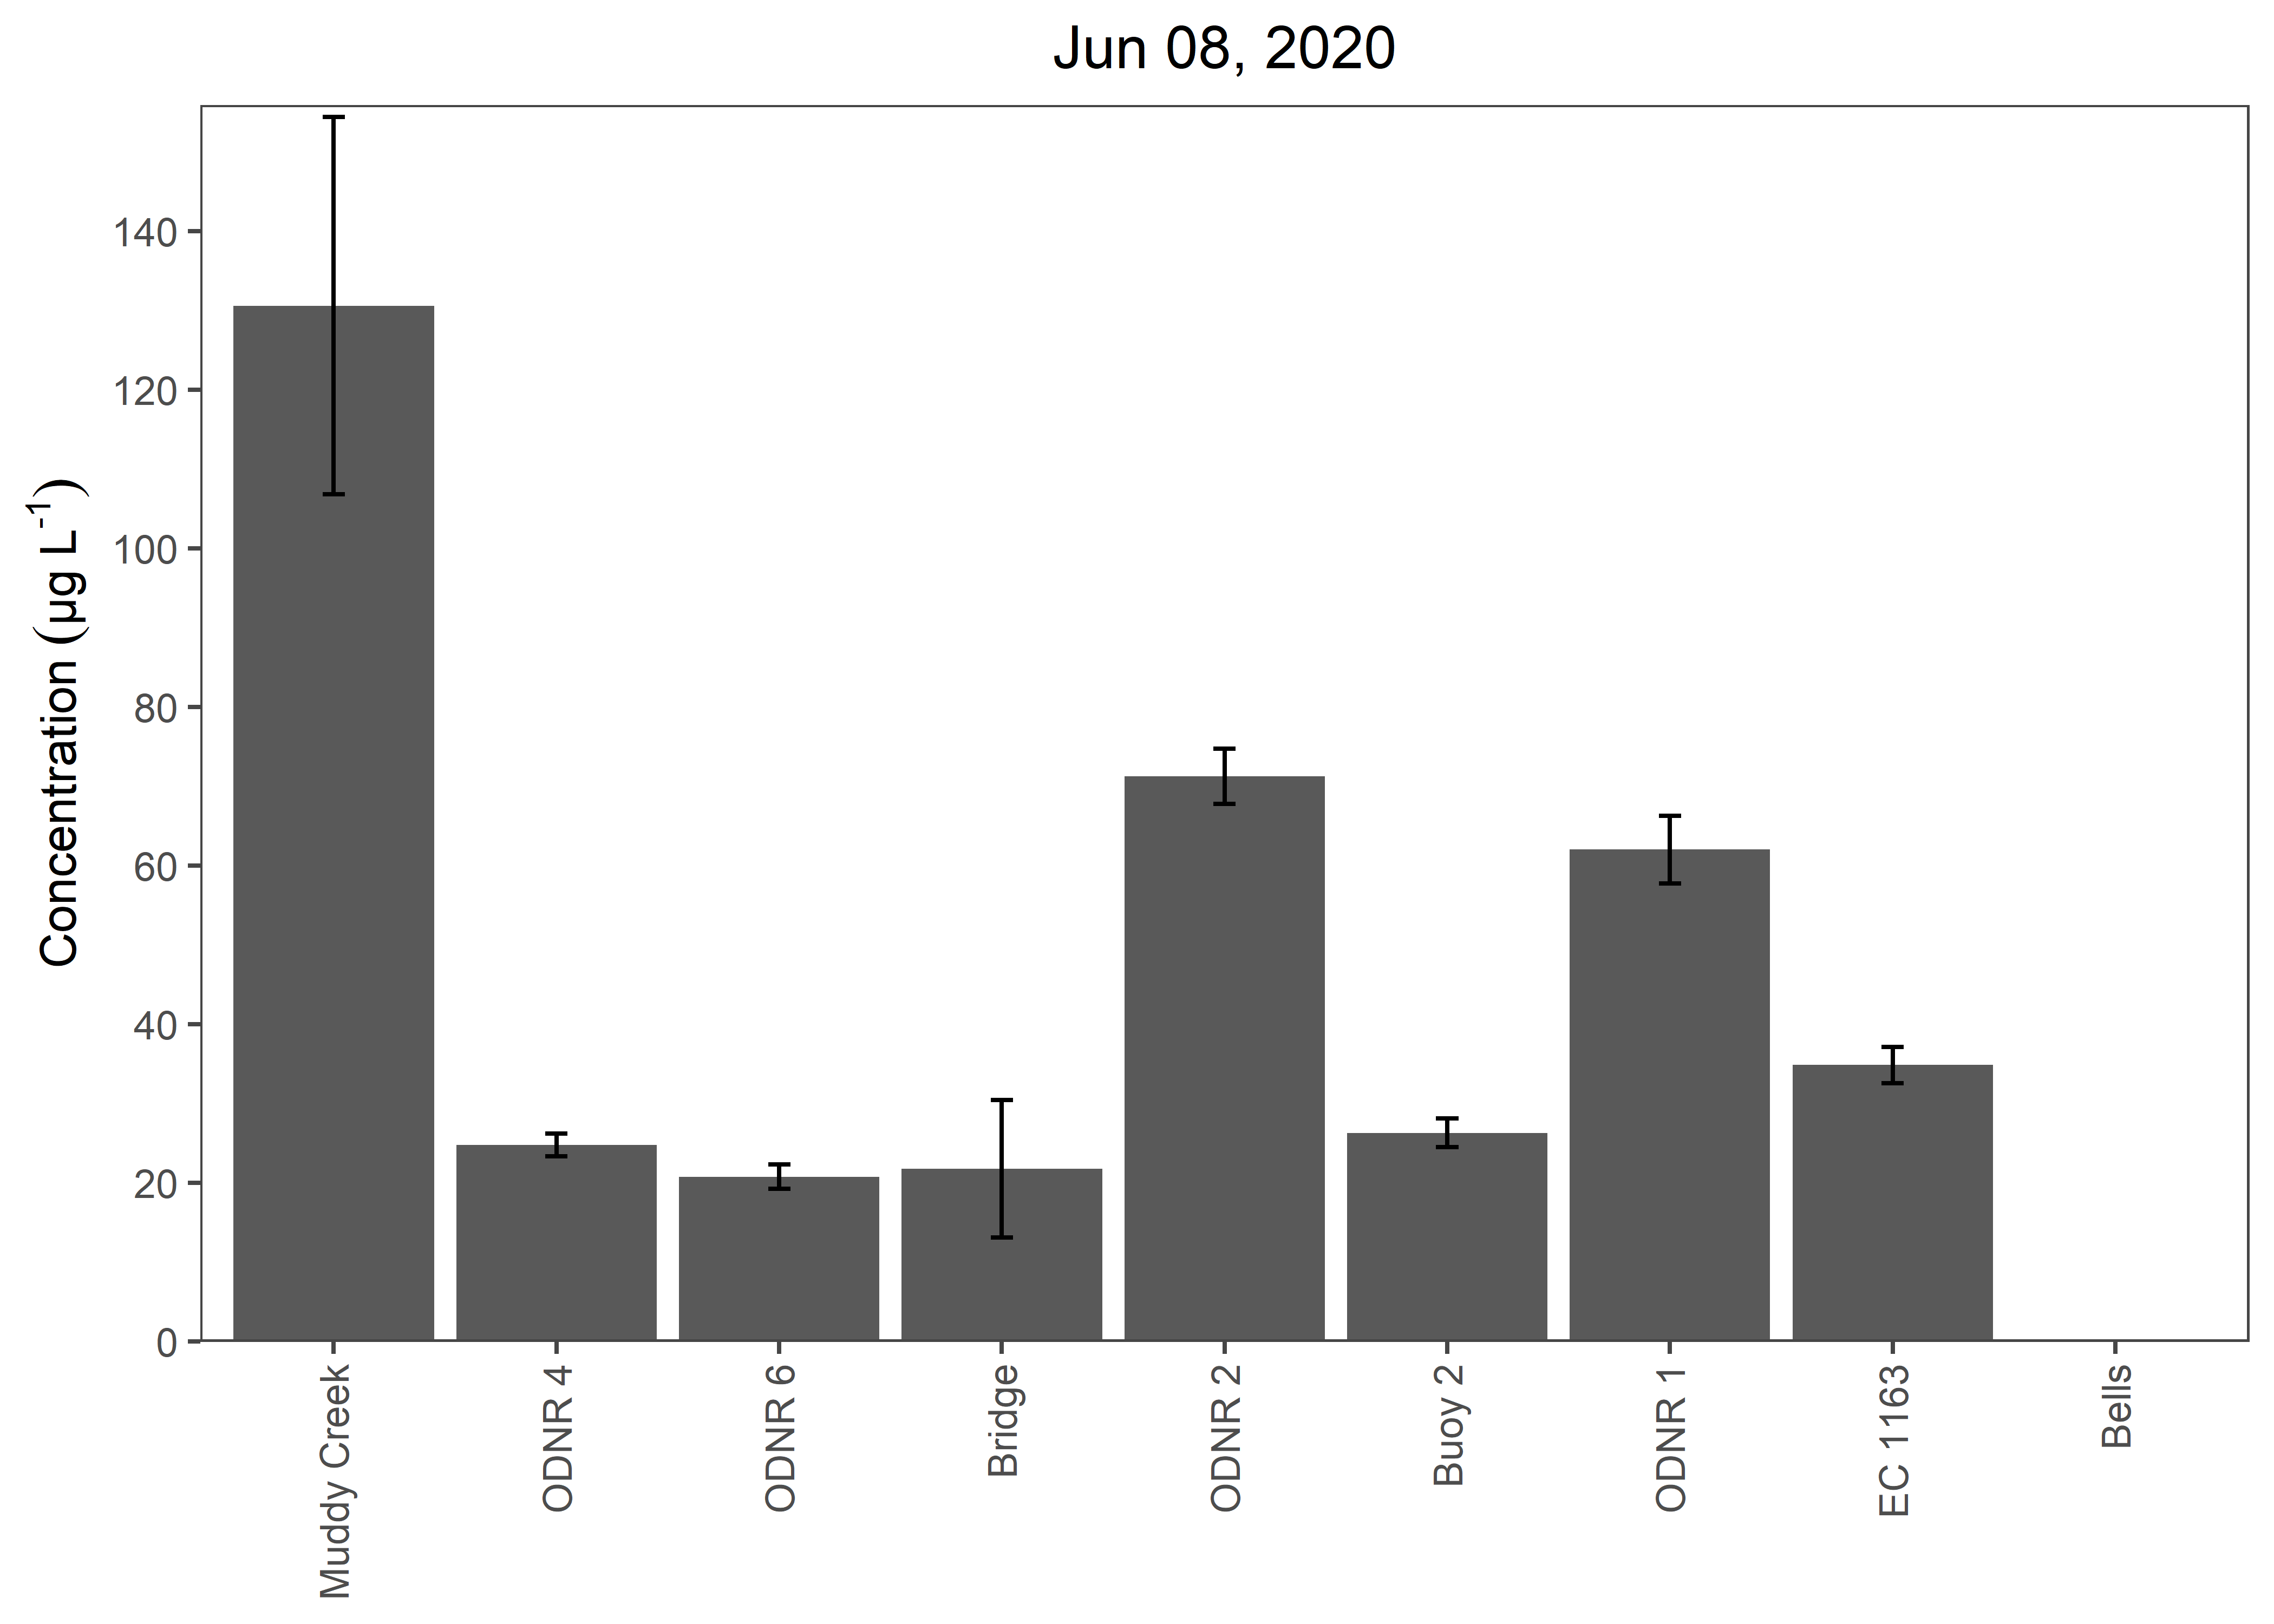 Jun 08, 2020
Concentration (µg L⁻¹)
140
120
100
80
60
40
20
0
Muddy Creek
ODNR 4
ODNR 6
Bridge
ODNR 2
Buoy 2
ODNR 1
EC 1163
Bells